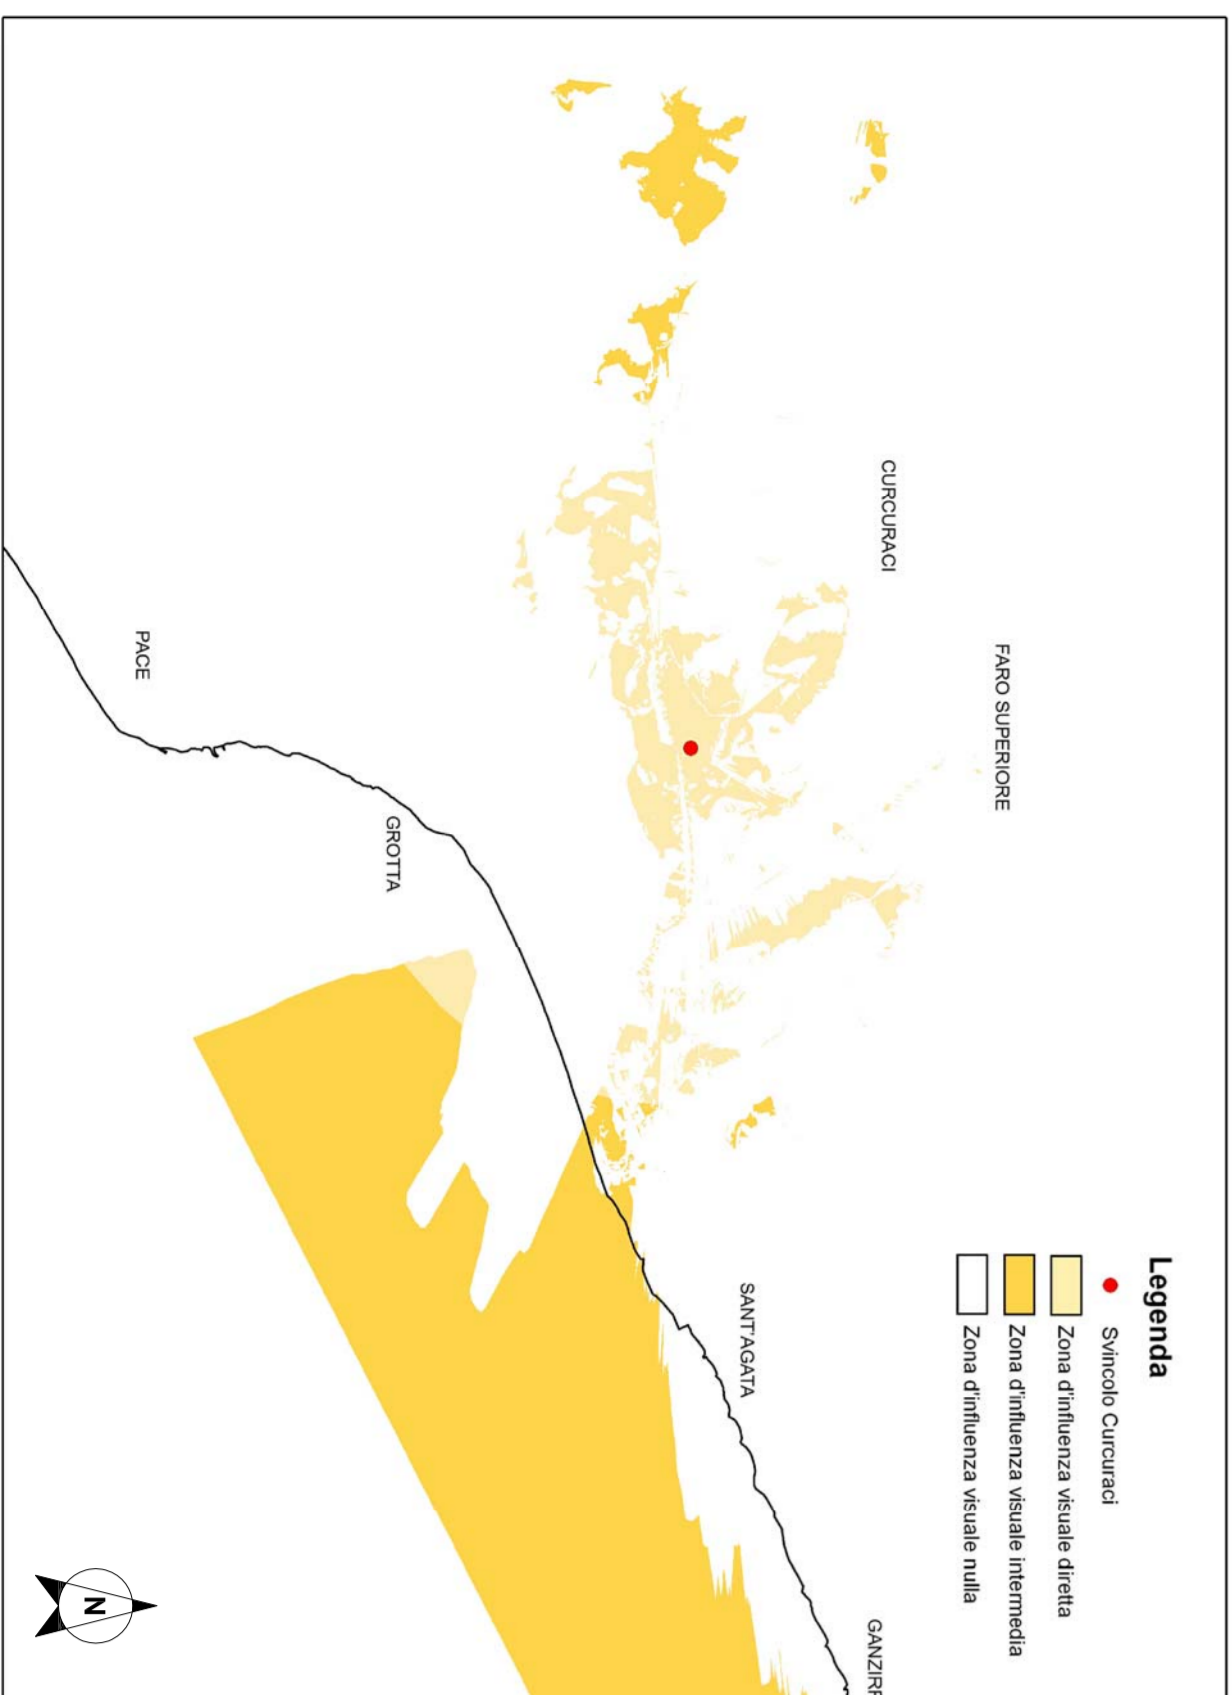 Legenda
Svincolo Curcuraci
Zona d'influenza visuale diretta
Zona d'influenza visuale intermedia
Zona d'influenza visuale nulla
FARO SUPERIORE
CURCURACI
GANZIRR
SANT'AGATA
GROTTA
PACE
N